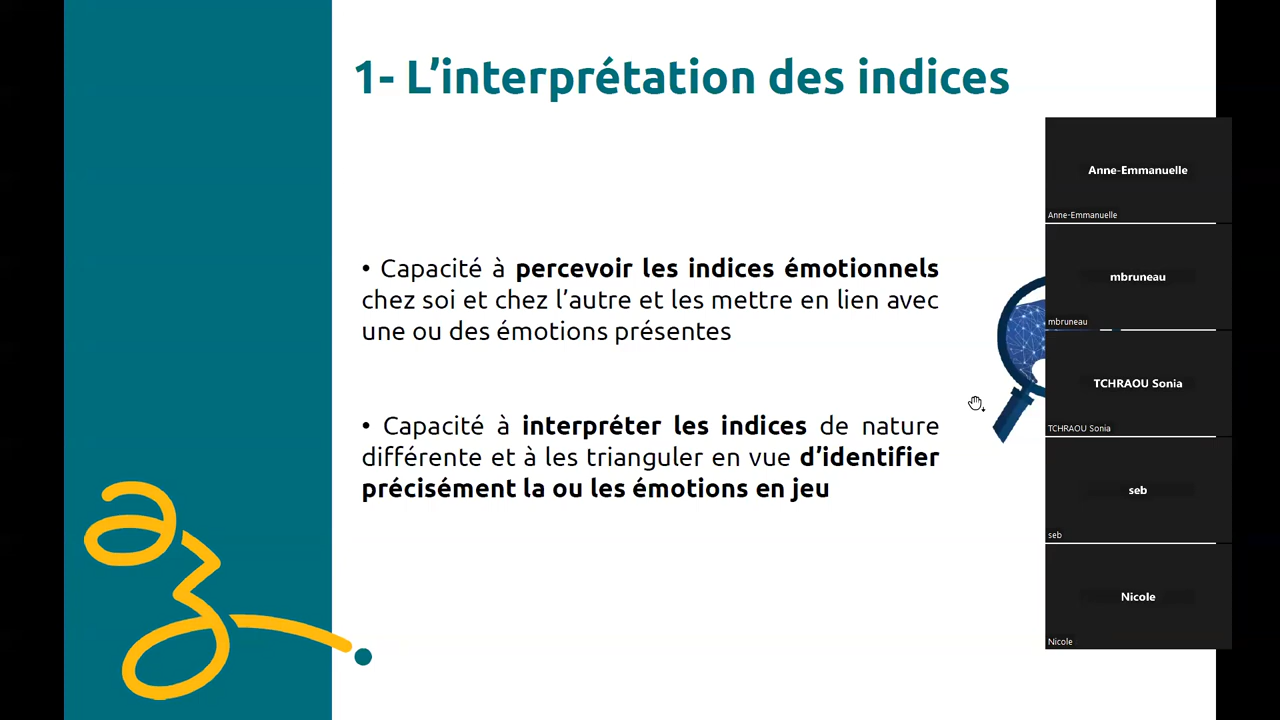 1- L’interprétation des indices
• Capacité à percevoir les indices émotionnels
chez soi et chez l’autre et les mettre en lien avec
une ou des émotions présentes
• Capacité à interpréter les indices de nature
différente et à les trianguler en vue d’identifier
précisément la ou les émotions en jeu
Anne-Emmanuelle
Anne-Emmanuelle
mbruneau
mbruneau
TCHRAOU Sonia
TCHRAOU Sonia
seb
seb
Nicole
Nicole